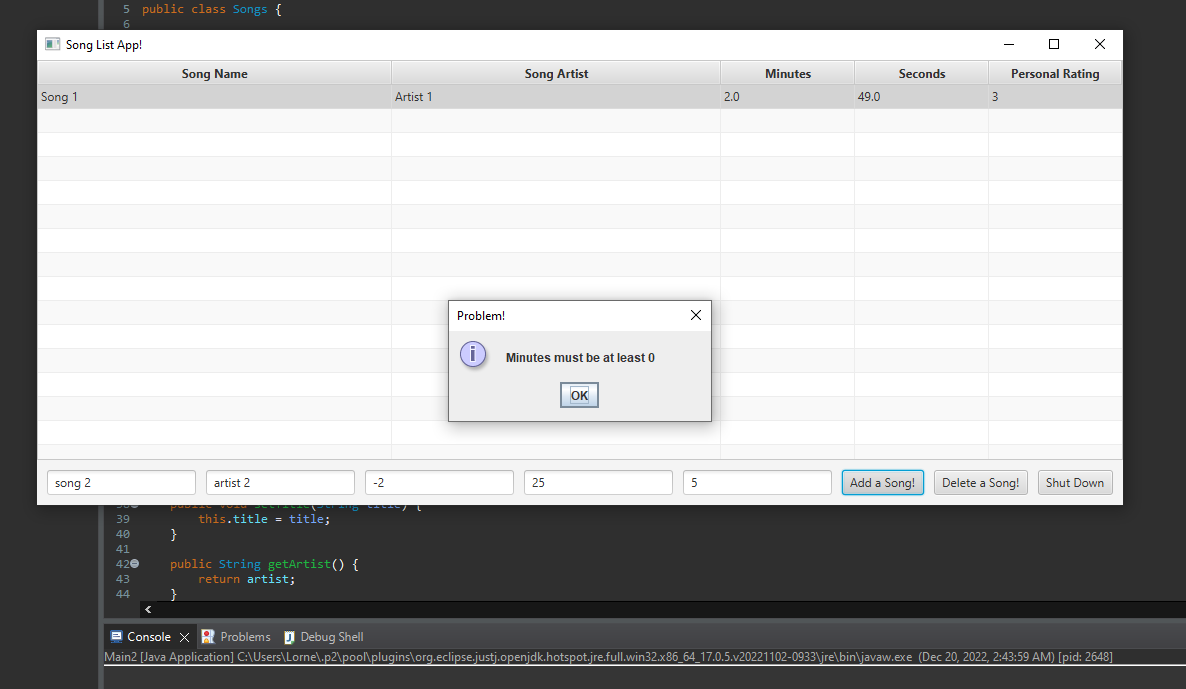 5 public class Songs {
6
Song List App!
Song Name Song Artist Minutes Seconds Personal Rating
Song 1 Artist 1 2.0 49.0 3
Problem!
Minutes must be at least 0
OK
song 2 artist 2 -2 25 5 Add a Song! Delete a Song! Shut Down
public void setTitle(String title) {
39 this.title = title;
40 }
41
42 public String getArtist() {
43 return artist;
44 }
Console Problems Debug Shell
Main2 [Java Application] C:\Users\Lorne\.p2\pool\plugins\org.eclipse.justj.openjdk.hotspot.jre.full.win32.x86_64_17.0.5.v20221102-0933\jre\bin\javaw.exe (Dec 20, 2022, 2:43:59 AM) [pid: 2648]